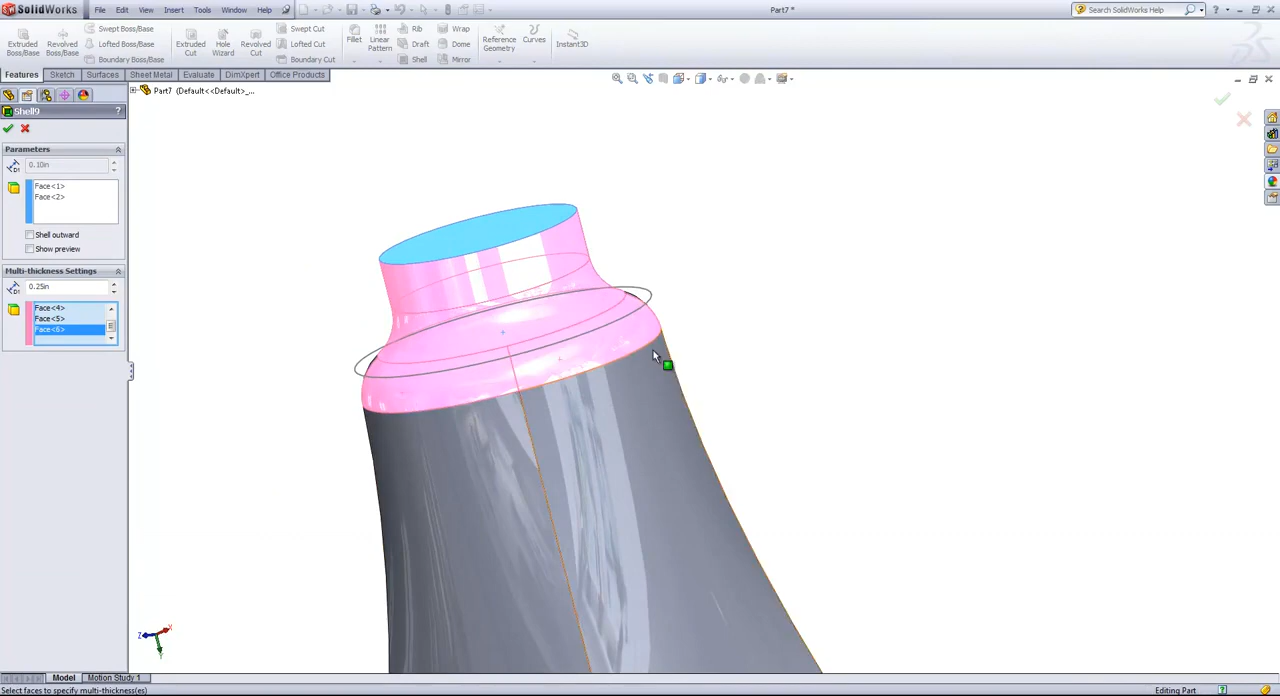 SolidWorks File Edit View Insert Tools Window Help Part7 * Search SolidWorks Help
Extruded Boss/Base
Revolved Boss/Base
Swept Boss/Base
Lofted Boss/Base
Boundary Boss/Base
Extruded Cut
Hole Wizard
Revolved Cut
Swept Cut
Lofted Cut
Boundary Cut
Fillet
Linear Pattern
Rib
Draft
Shell
Wrap
Dome
Mirror
Reference Geometry
Curves
Instant3D
Features Sketch Surfaces Sheet Metal Evaluate DimXpert Office Products
Part7 (Default<<Default>_...
Shell9 ?
Parameters
0.10in
Face<1>
Face<2>
Shell outward
Show preview
Multi-thickness Settings
0.25in
Face<4>
Face<5>
Face<6>
Z X Y
Model Motion Study 1
Select faces to specify multi-thickness(es) Editing Part